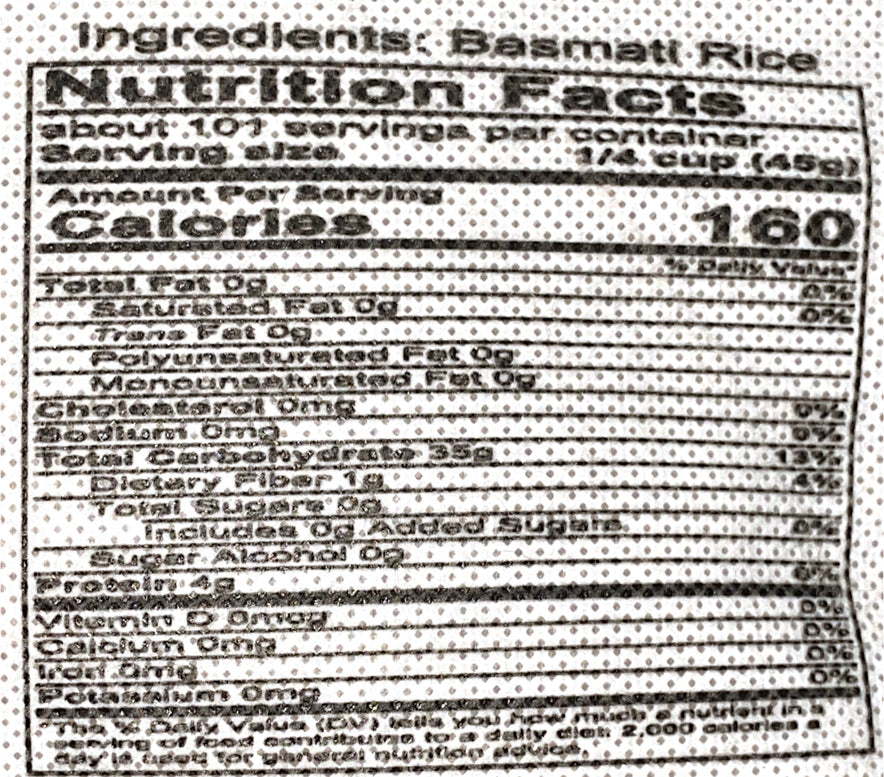 Ingredients: Basmati Rice
Nutrition Facts
about 101 servings per container
Serving size 1/4 cup (45g)
Amount Per Serving
Calories 160
% Daily Value*
Total Fat 0g 0%
Saturated Fat 0g 0%
Trans Fat 0g
Polyunsaturated Fat 0g
Monounsaturated Fat 0g
Cholesterol 0mg 0%
Sodium 0mg 0%
Total Carbohydrate 35g 13%
Dietary Fiber 1g 4%
Total Sugars 0g
Includes 0g Added Sugars 0%
Sugar Alcohol 0g
Protein 4g 6%
Vitamin D 0mcg 0%
Calcium 0mg 0%
Iron 0mg 0%
Potassium 0mg 0%
*The % Daily Value (DV) tells you how much a nutrient in a
serving of food contributes to a daily diet. 2,000 calories a
day is used for general nutrition advice.